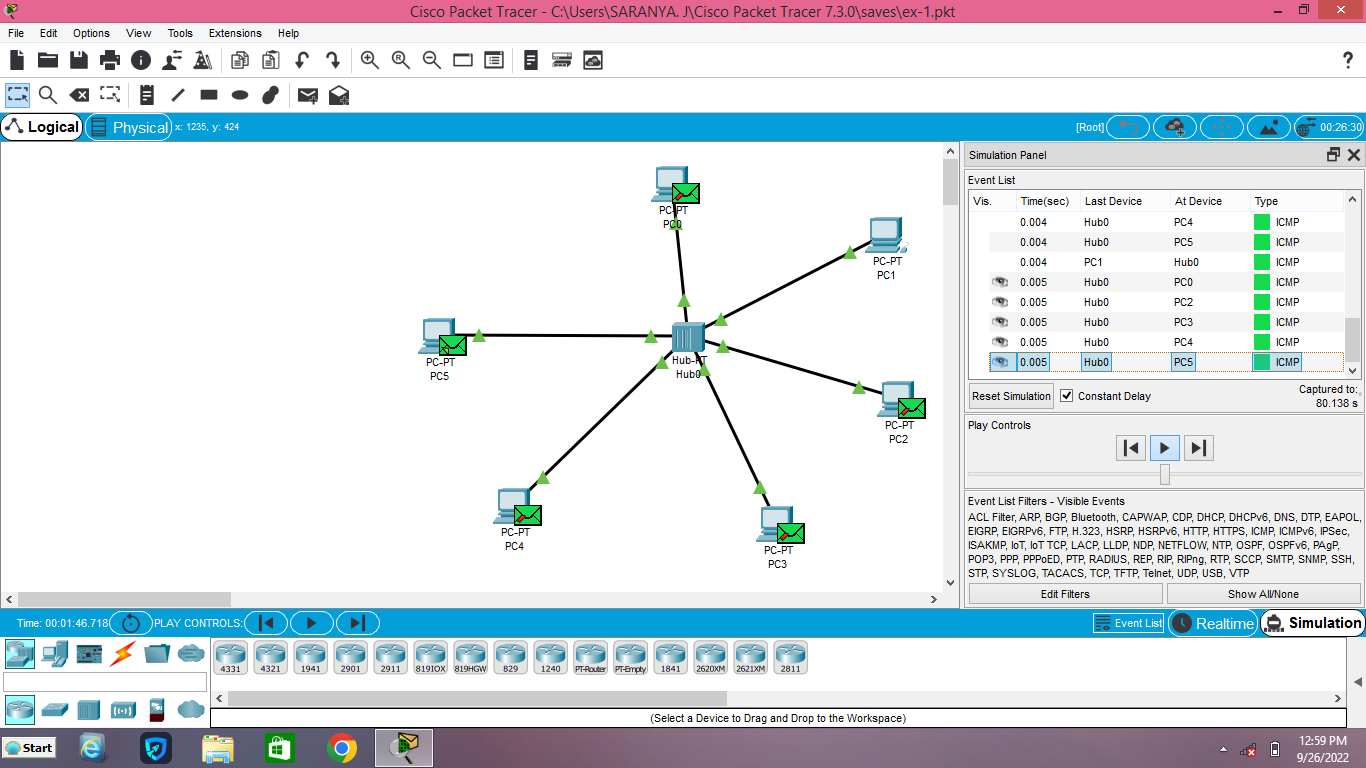 Cisco Packet Tracer - C:\Users\SARANYA. J\Cisco Packet Tracer 7.3.0\saves\ex-1.pkt
File Edit Options View Tools Extensions Help
Logical Physical x: 1235, y: 424 [Root] 00:26:30
PC-PT
PC0
PC-PT
PC1
PC-PT
PC5
Hub-PT
Hub0
PC-PT
PC2
PC-PT
PC4
PC-PT
PC3
Simulation Panel
Event List
Vis. Time(sec) Last Device At Device Type
0.004 Hub0 PC4 ICMP
0.004 Hub0 PC5 ICMP
0.004 PC1 Hub0 ICMP
0.005 Hub0 PC0 ICMP
0.005 Hub0 PC2 ICMP
0.005 Hub0 PC3 ICMP
0.005 Hub0 PC4 ICMP
0.005 Hub0 PC5 ICMP
Reset Simulation Constant Delay Captured to:
80.138 s
Play Controls
Event List Filters - Visible Events
ACL Filter, ARP, BGP, Bluetooth, CAPWAP, CDP, DHCP, DHCPv6, DNS, DTP, EAPOL,
EIGRP, EIGRPv6, FTP, H.323, HSRP, HSRPv6, HTTP, HTTPS, ICMP, ICMPv6, IPSec,
ISAKMP, IoT, IoT TCP, LACP, LLDP, NDP, NETFLOW, NTP, OSPF, OSPFv6, PAgP,
POP3, PPP, PPPoED, PTP, RADIUS, REP, RIP, RIPng, RTP, SCCP, SMTP, SNMP, SSH,
STP, SYSLOG, TACACS, TCP, TFTP, Telnet, UDP, USB, VTP
Edit Filters Show All/None
Time: 00:01:46.718 PLAY CONTROLS: Event List Realtime Simulation
4331 4321 1941 2901 2911 819IOX 819HGW 829 1240 PT-Router PT-Empty 1841 2620XM 2621XM 2811
(Select a Device to Drag and Drop to the Workspace)
Start
12:59 PM
9/26/2022